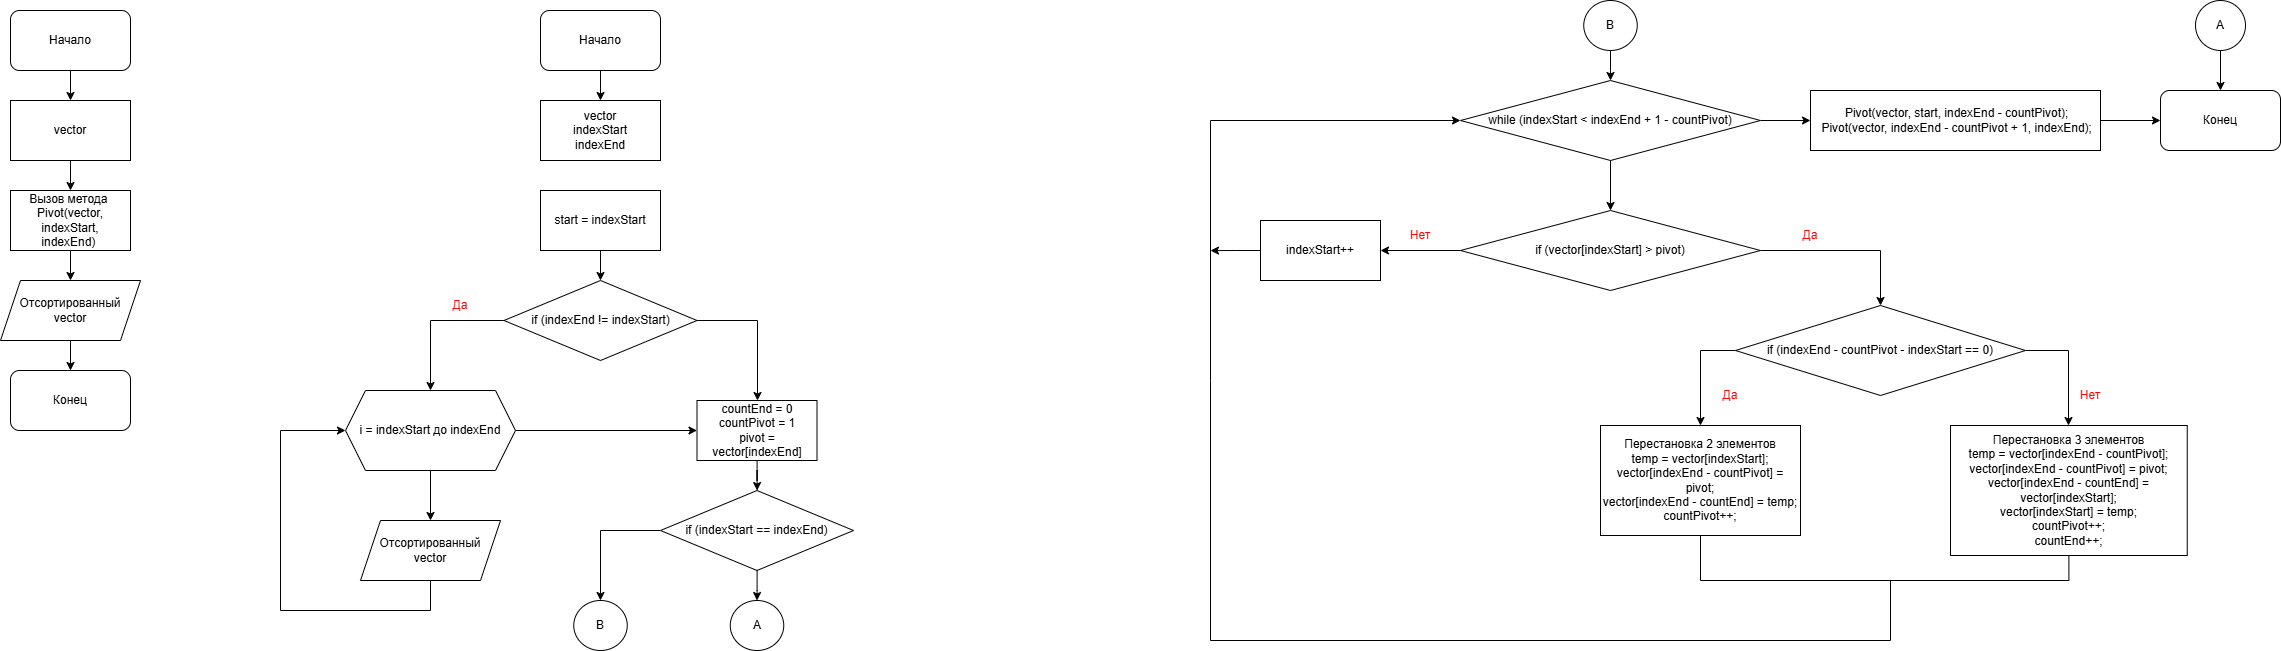 Начало
vector
Вызов метода
Pivot(vector,
indexStart,
indexEnd)
Отсортированный
vector
Конец
Начало
vector
indexStart
indexEnd
start = indexStart
if (indexEnd != indexStart)
Да
i = indexStart до indexEnd
Отсортированный
vector
countEnd = 0
countPivot = 1
pivot =
vector[indexEnd]
if (indexStart == indexEnd)
B
A
B
while (indexStart < indexEnd + 1 - countPivot)
Pivot(vector, start, indexEnd - countPivot);
Pivot(vector, indexEnd - countPivot + 1, indexEnd);
A
Конец
if (vector[indexStart] > pivot)
Нет
Да
indexStart++
if (indexEnd - countPivot - indexStart == 0)
Да
Нет
Перестановка 2 элементов
temp = vector[indexStart];
vector[indexEnd - countPivot] =
pivot;
vector[indexEnd - countEnd] = temp;
countPivot++;
Перестановка 3 элементов
temp = vector[indexEnd - countPivot];
vector[indexEnd - countPivot] = pivot;
vector[indexEnd - countEnd] =
vector[indexStart];
vector[indexStart] = temp;
countPivot++;
countEnd++;